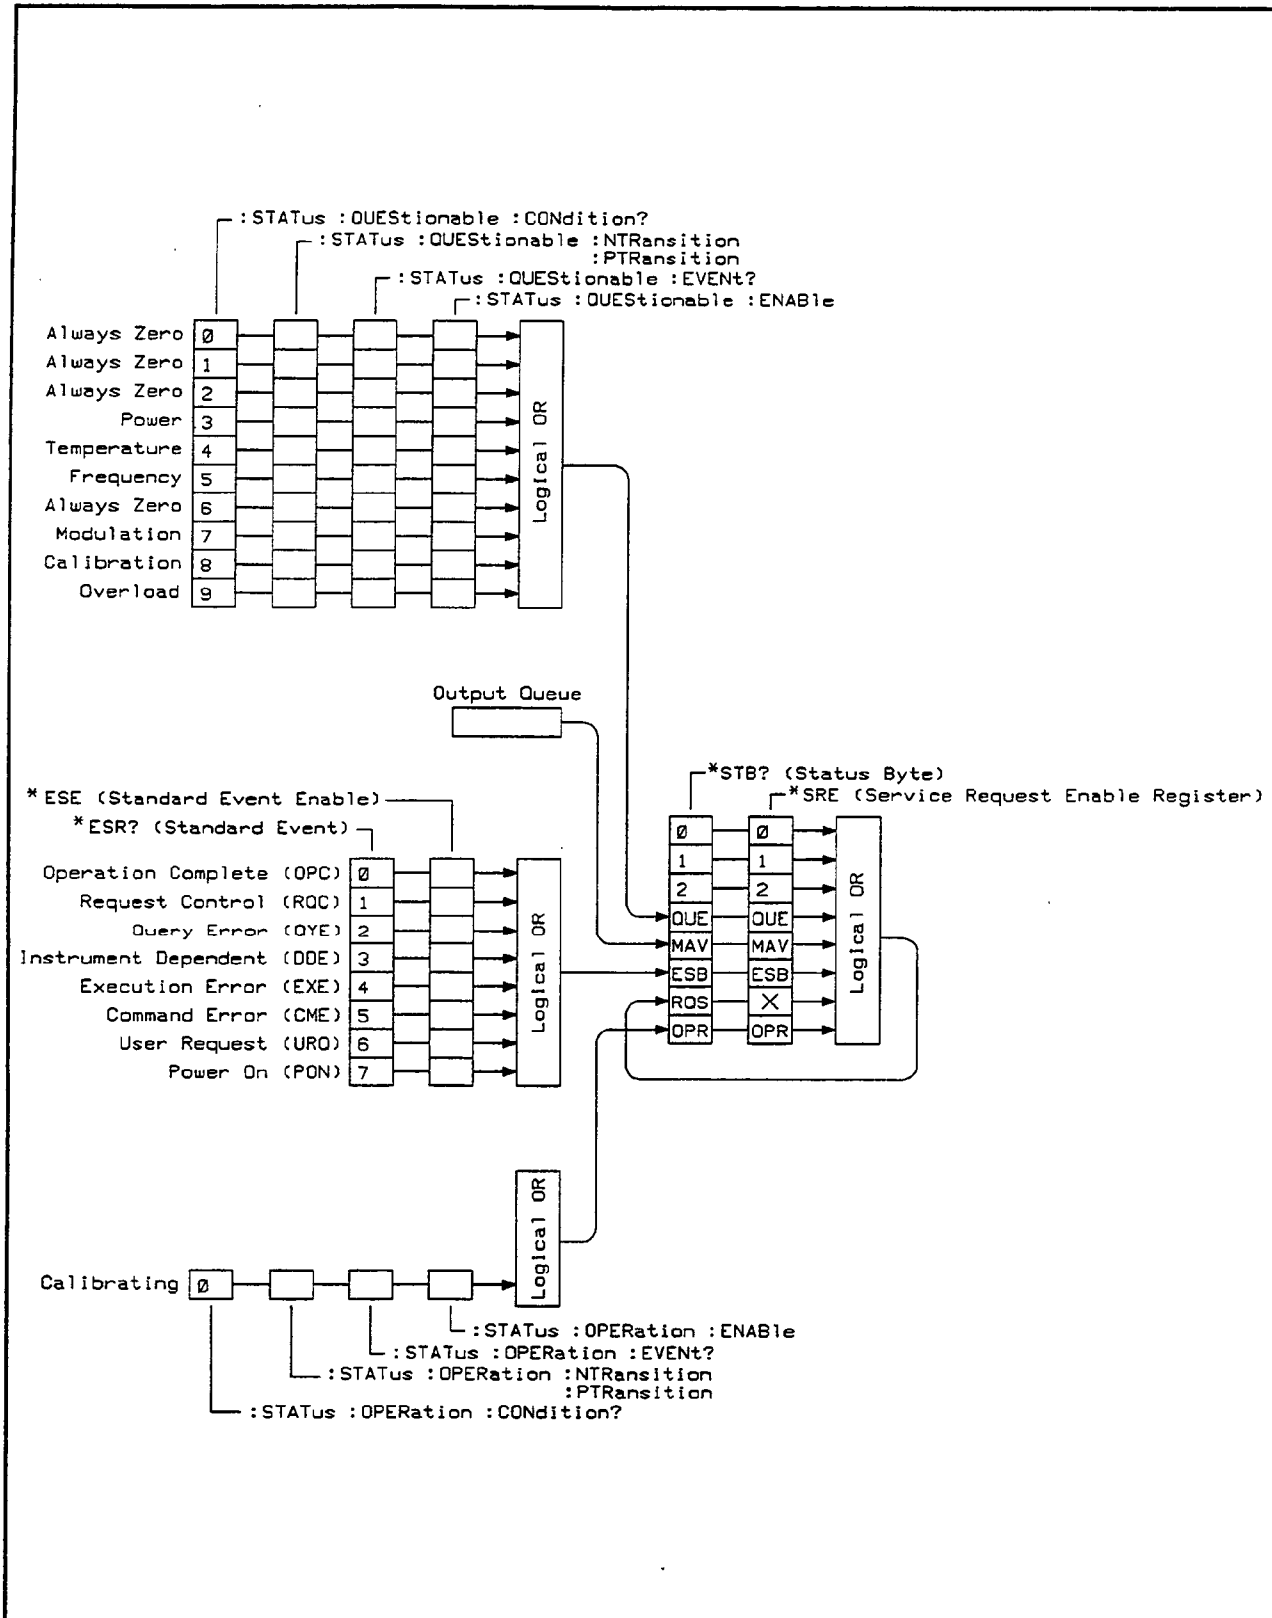 :STATus :QUEStionable :CONdition?
:STATus :QUEStionable :NTRansition
:PTRansition
:STATus :QUEStionable :EVENt?
:STATus :QUEStionable :ENABle
Always Zero 0
Always Zero 1
Always Zero 2
Power 3
Temperature 4
Frequency 5
Always Zero 6
Modulation 7
Calibration 8
Overload 9
Logical OR
Output Queue
*STB? (Status Byte)
*SRE (Service Request Enable Register)
0 0
1 1
2 2
QUE QUE
MAV MAV
ESB ESB
RQS X
OPR OPR
Logical OR
*ESE (Standard Event Enable)
*ESR? (Standard Event)
Operation Complete (OPC) 0
Request Control (RQC) 1
Query Error (QYE) 2
Instrument Dependent (DDE) 3
Execution Error (EXE) 4
Command Error (CME) 5
User Request (URQ) 6
Power On (PON) 7
Logical OR
Logical OR
Calibrating 0
:STATus :OPERation :ENABle
:STATus :OPERation :EVENt?
:STATus :OPERation :NTRansition
:PTRansition
:STATus :OPERation :CONdition?